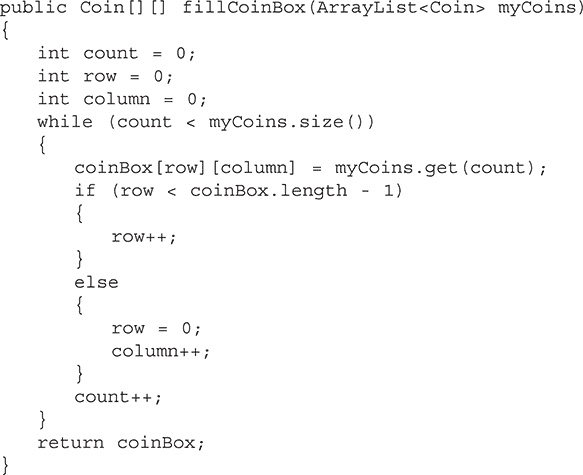 public Coin[][] fillCoinBox(ArrayList<Coin> myCoins)
{
    int count = 0;
    int row = 0;
    int column = 0;
    while (count < myCoins.size())
    {
        coinBox[row][column] = myCoins.get(count);
        if (row < coinBox.length - 1)
        {
            row++;
        }
        else
        {
            row = 0;
            column++;
        }
        count++;
    }
    return coinBox;
}